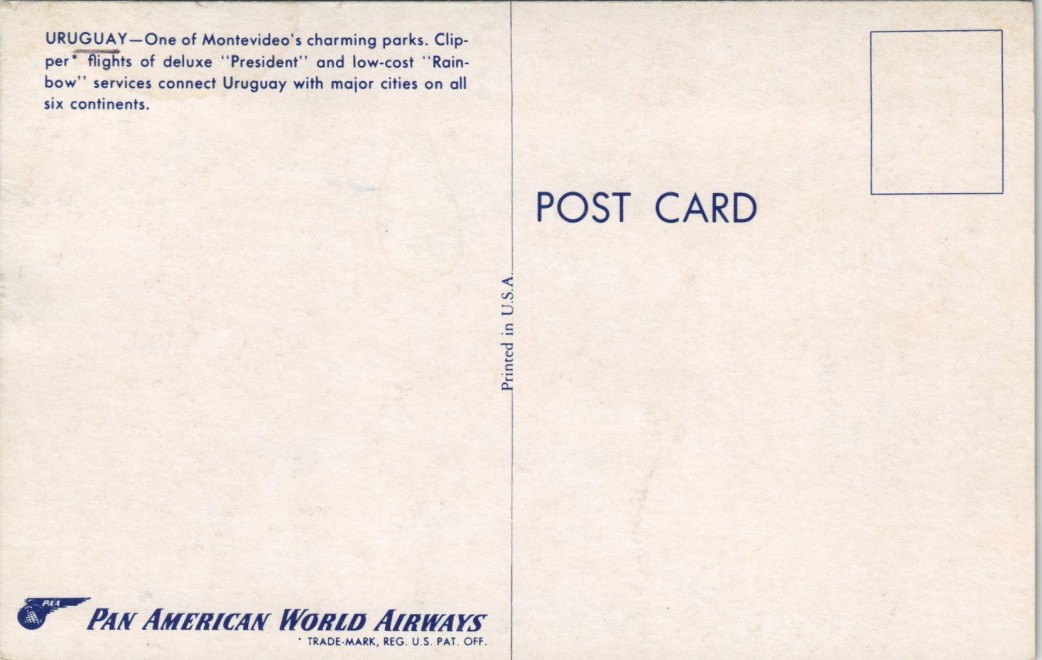 URUGUAY—One of Montevideo's charming parks. Clip-
per* flights of deluxe "President" and low-cost "Rain-
bow" services connect Uruguay with major cities on all
six continents.
POST CARD
Printed in U.S.A.
PAA
PAN AMERICAN WORLD AIRWAYS
* TRADE-MARK, REG. U.S. PAT. OFF.